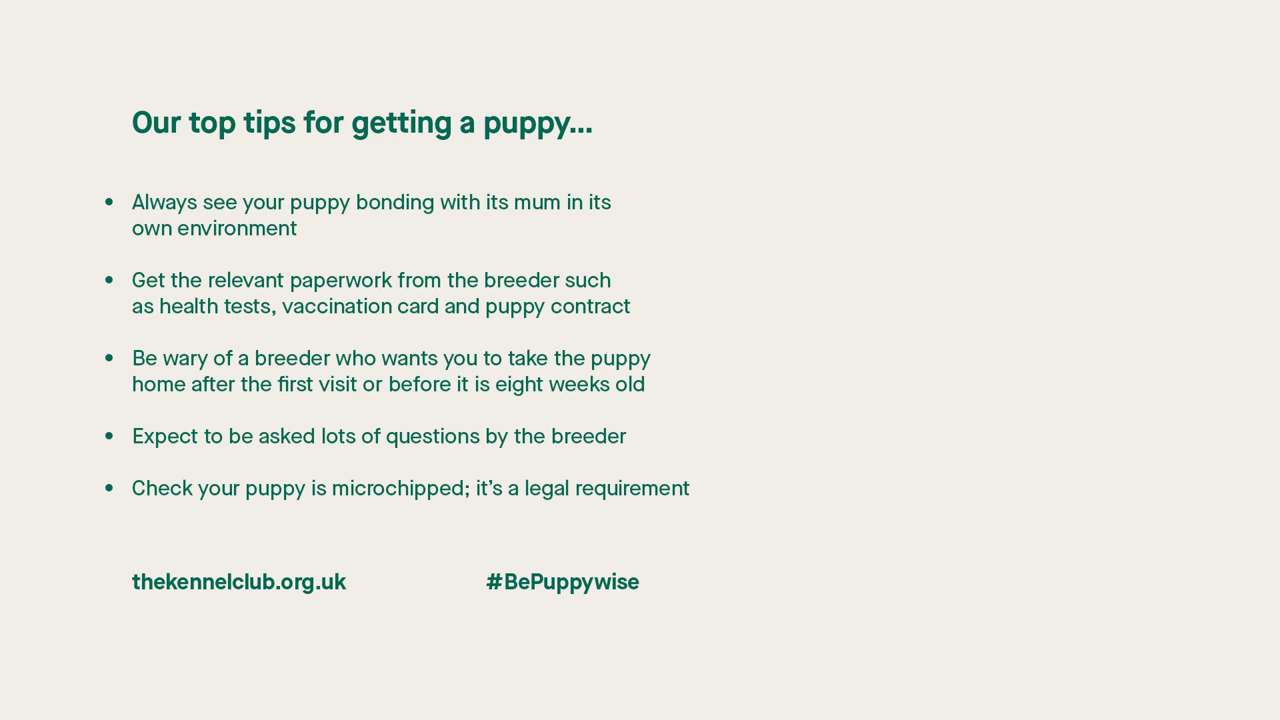 Our top tips for getting a puppy...
• Always see your puppy bonding with its mum in its
own environment
• Get the relevant paperwork from the breeder such
as health tests, vaccination card and puppy contract
• Be wary of a breeder who wants you to take the puppy
home after the first visit or before it is eight weeks old
• Expect to be asked lots of questions by the breeder
• Check your puppy is microchipped; it’s a legal requirement
thekennelclub.org.uk #BePuppywise